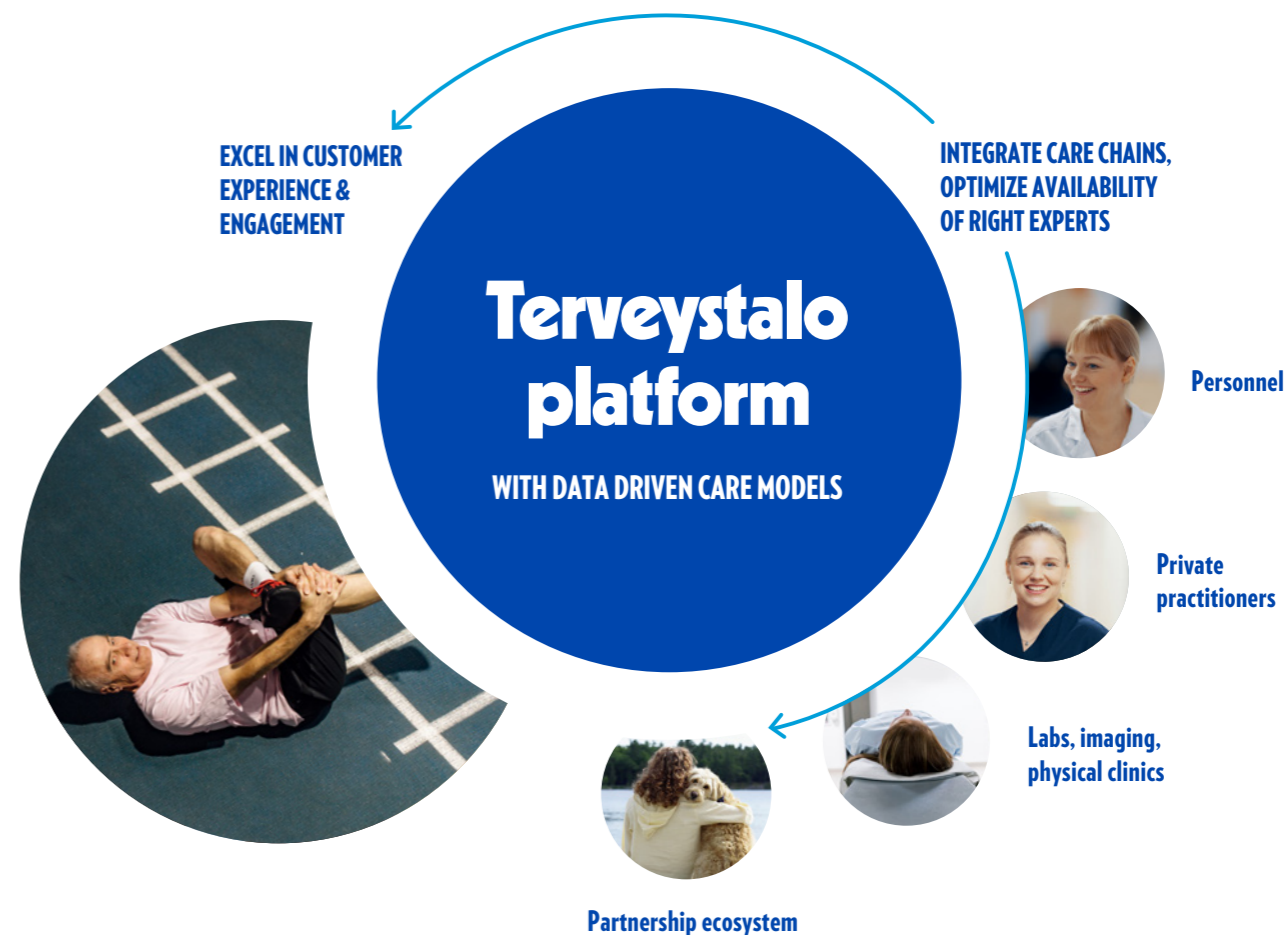 EXCEL IN CUSTOMER
EXPERIENCE &
ENGAGEMENT
INTEGRATE CARE CHAINS,
OPTIMIZE AVAILABILITY
OF RIGHT EXPERTS
Terveystalo
platform
WITH DATA DRIVEN CARE MODELS
Personnel
Private
practitioners
Labs, imaging,
physical clinics
Partnership ecosystem